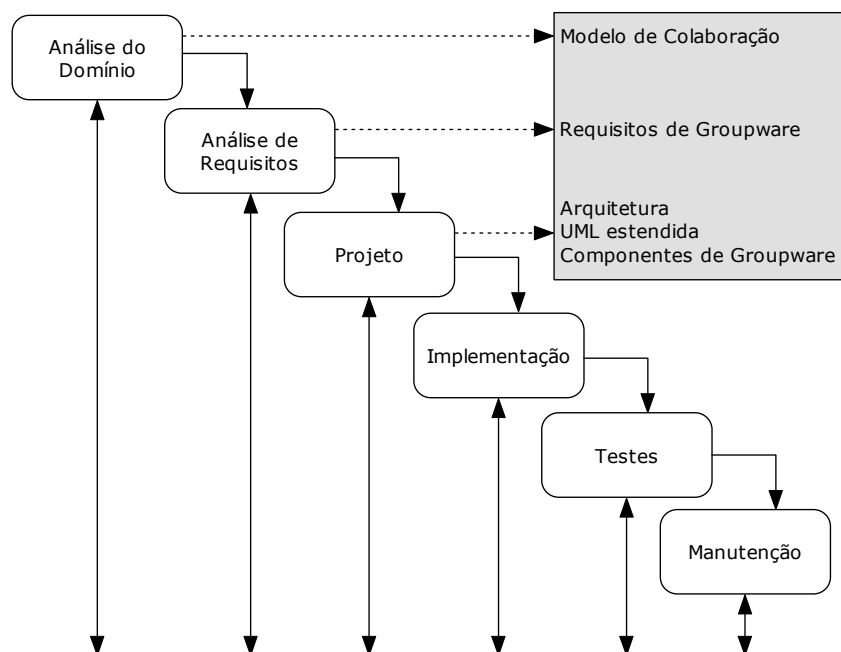 Análise do
Domínio
Modelo de Colaboração
Análise de
Requisitos
Requisitos de Groupware
Projeto
Arquitetura
UML estendida
Componentes de Groupware
Implementação
Testes
Manutenção